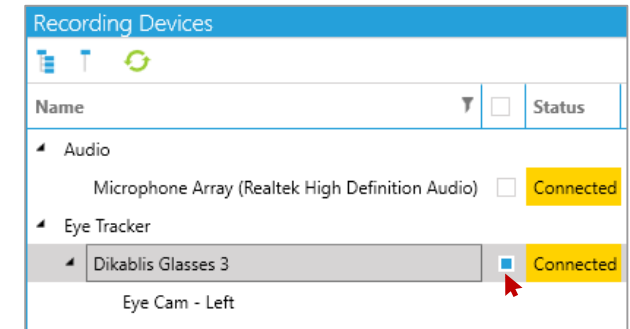 Recording Devices
Name Status
Audio
Microphone Array (Realtek High Definition Audio) Connected
Eye Tracker
Dikablis Glasses 3 Connected
Eye Cam - Left